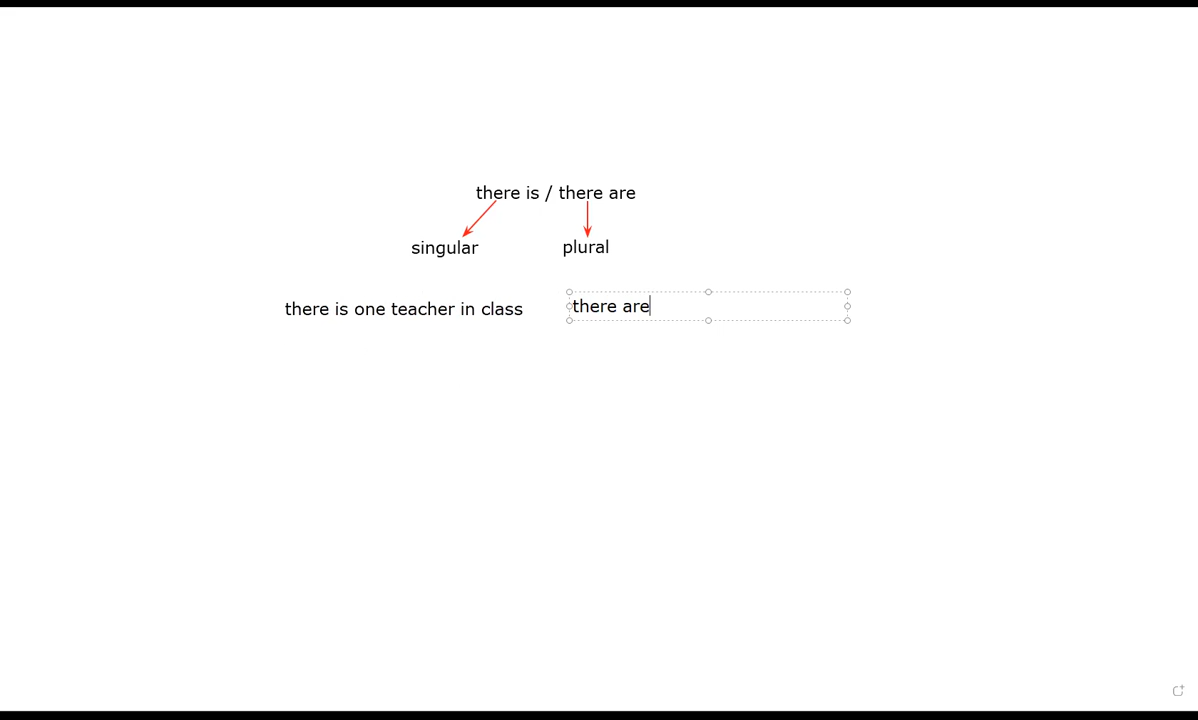 there is / there are
singular plural
there is one teacher in class there are